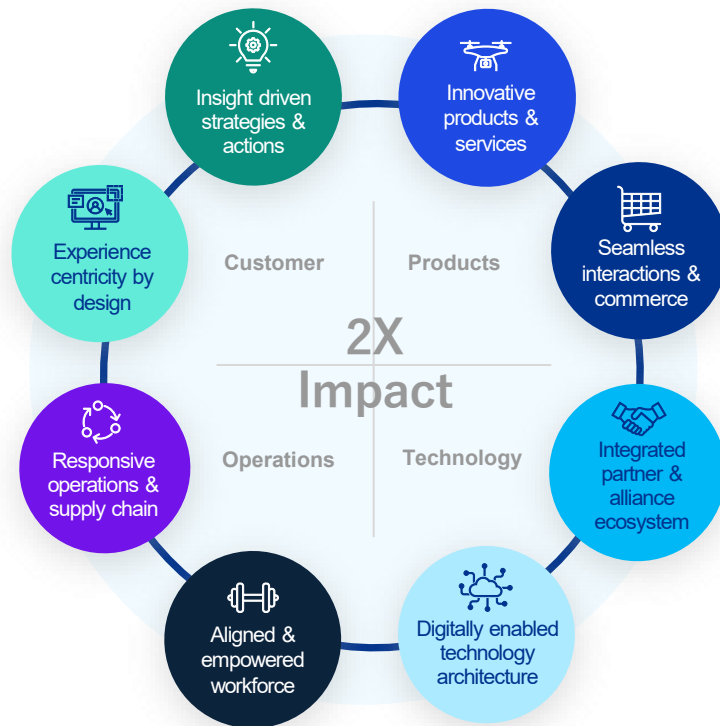 Insight driven
strategies &
actions
Innovative
products &
services
Experience
centricity by
design
Customer
Products
Seamless
interactions &
commerce
2X
Impact
Responsive
operations &
supply chain
Operations
Technology
Integrated
partner &
alliance
ecosystem
Aligned &
empowered
workforce
Digitally enabled
technology
architecture